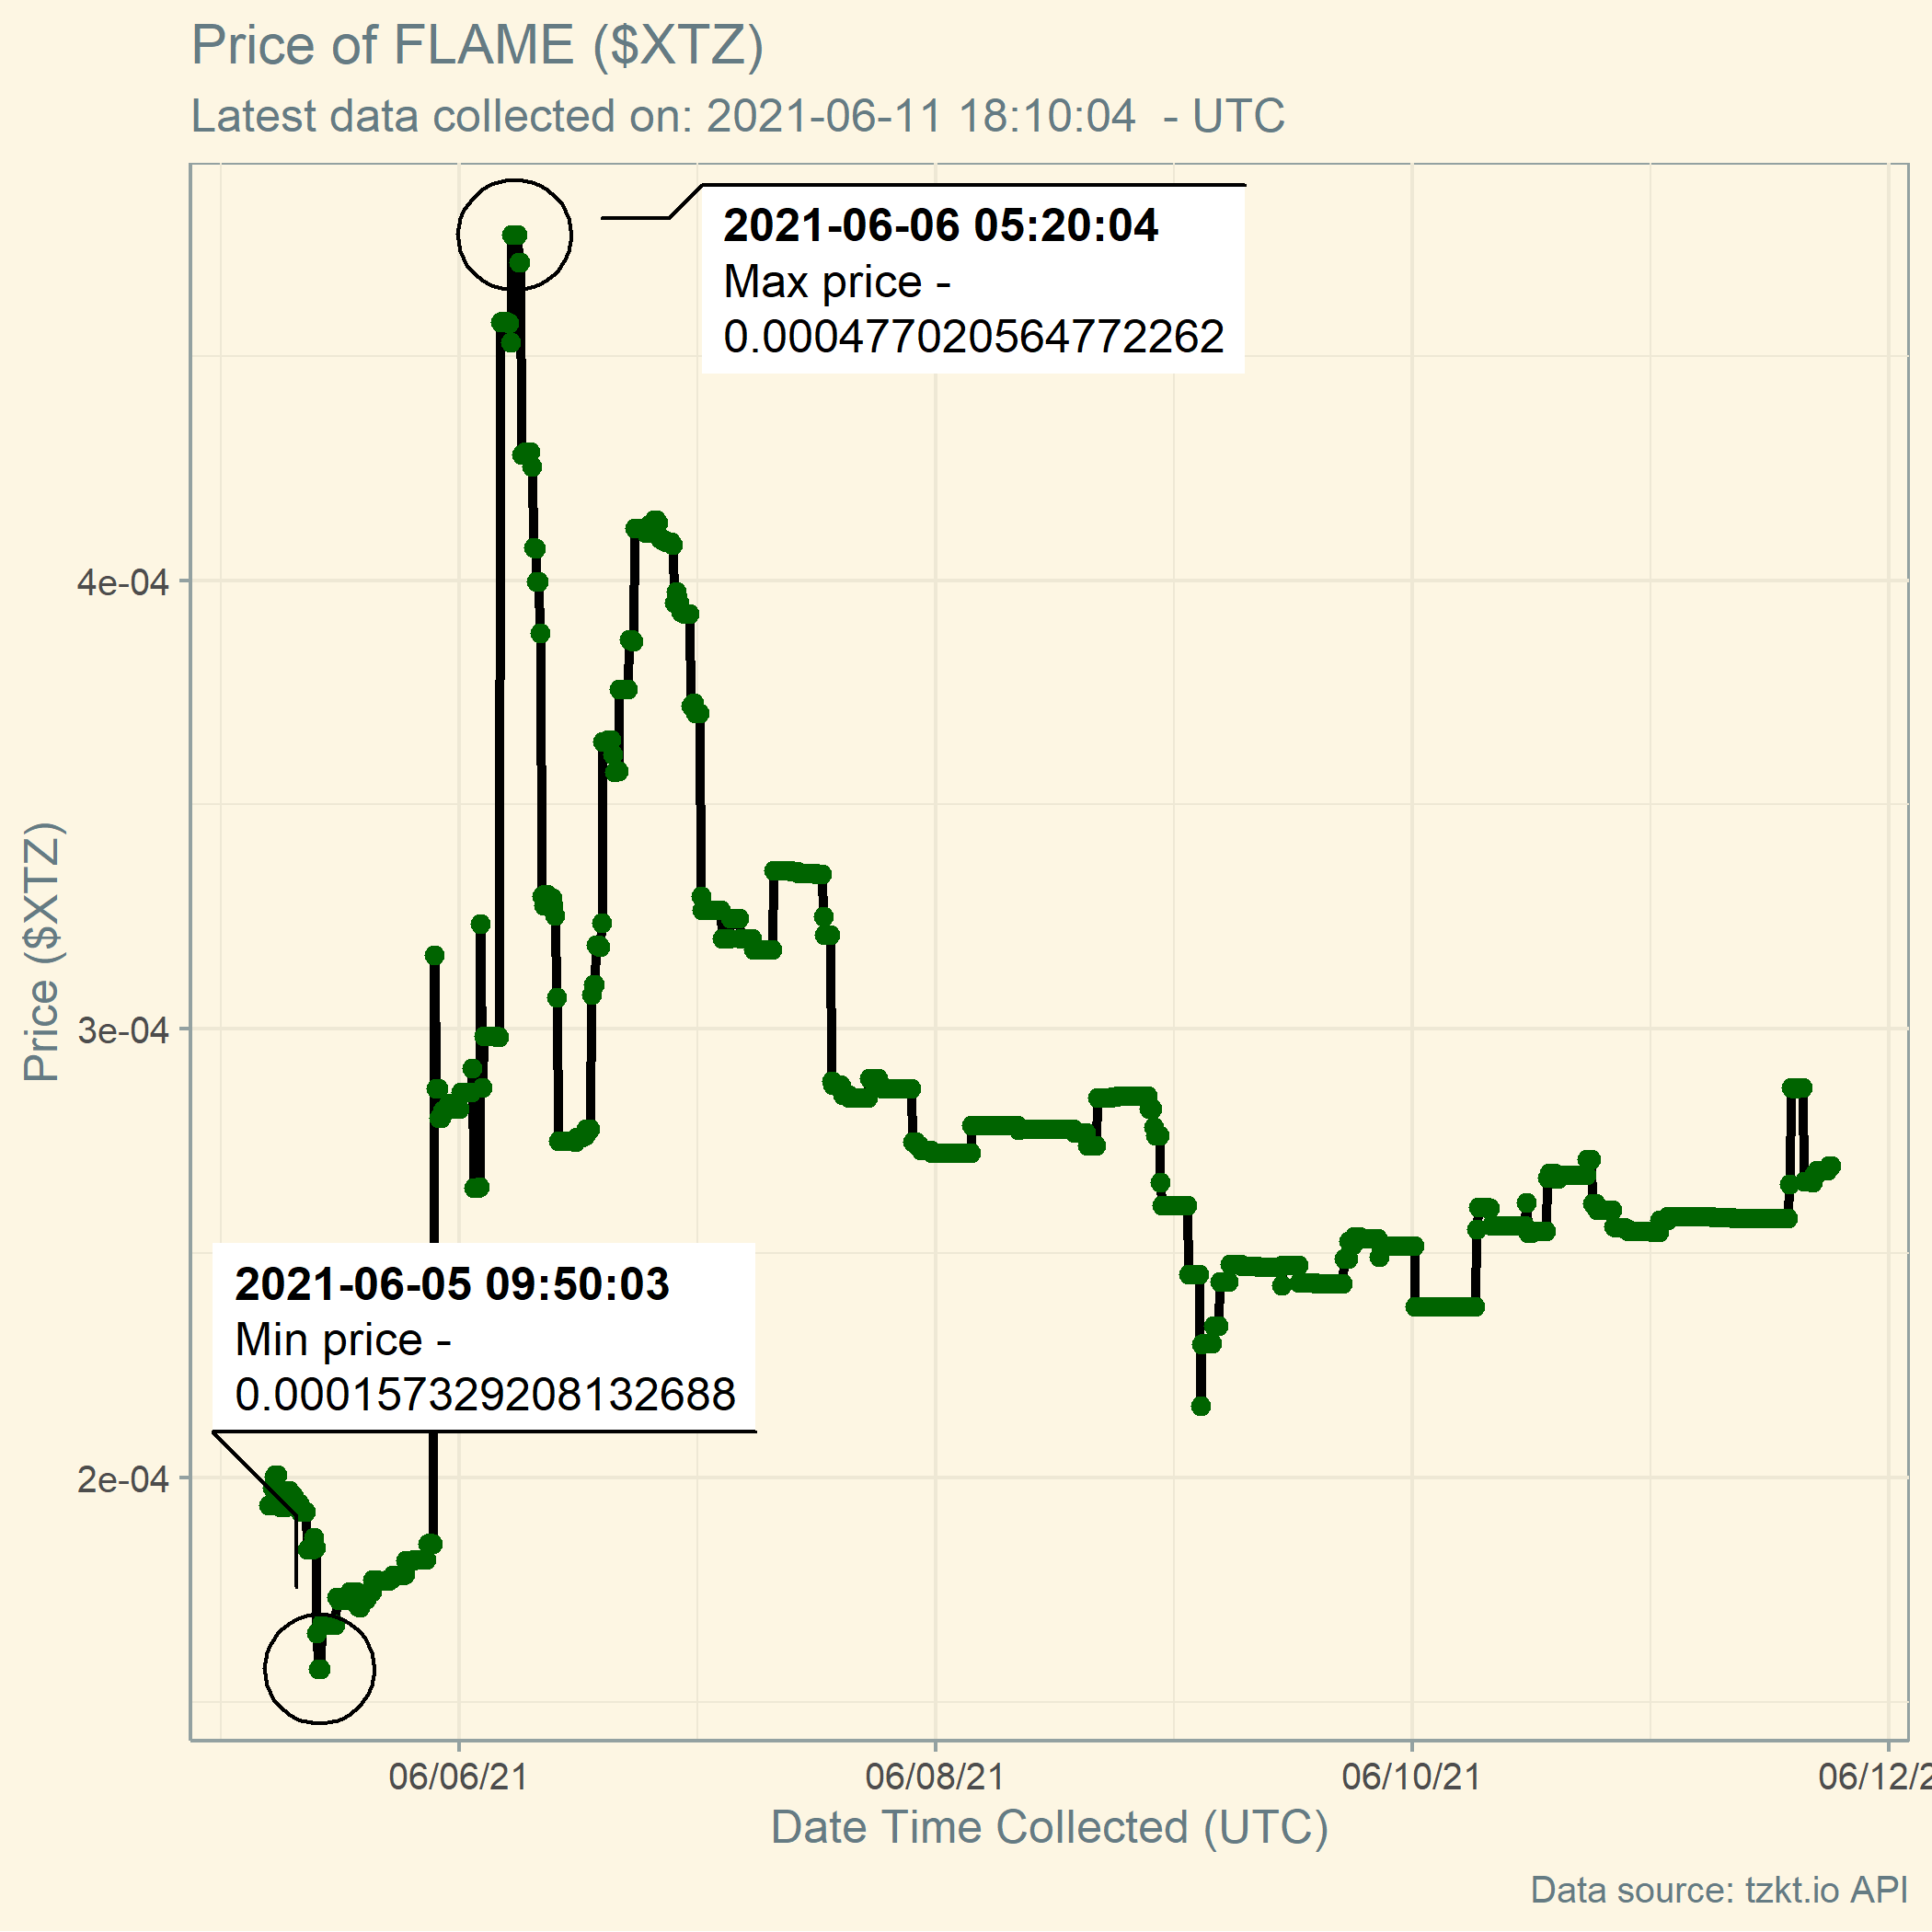 Price of FLAME ($XTZ)
Latest data collected on: 2021-06-11 18:10:04  - UTC
2021-06-06 05:20:04
Max price -
0.000477020564772262
4e-04
3e-04
2e-04
Price ($XTZ)
2021-06-05 09:50:03
Min price -
0.000157329208132688
06/06/21
06/08/21
06/10/21
06/12/2
Date Time Collected (UTC)
Data source: tzkt.io API